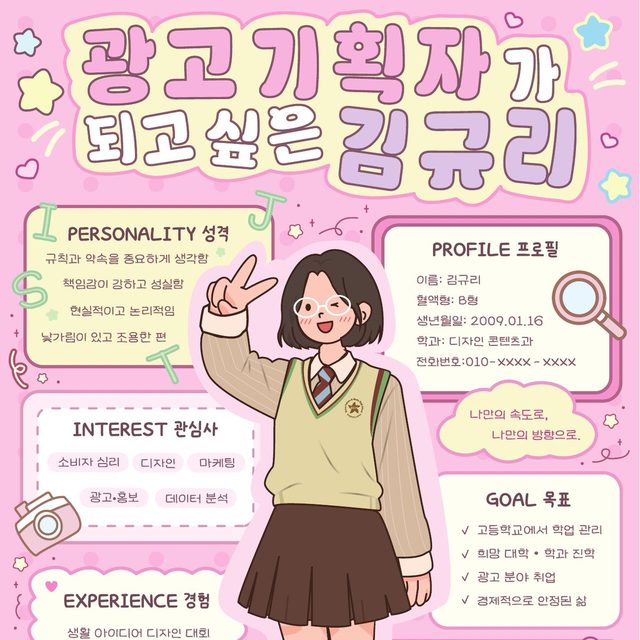 광고기획자가
되고 싶은 김규리
I
S
T
J
PERSONALITY 성격
규칙과 약속을 중요하게 생각함
책임감이 강하고 성실함
현실적이고 논리적임
낯가림이 있고 조용한 편
PROFILE 프로필
이름: 김규리
혈액형: B형
생년월일: 2009.01.16
학과: 디자인 콘텐츠과
전화번호:010-XXXX-XXXX
나만의 속도로,
나만의 방향으로.
INTEREST 관심사
소비자 심리 디자인 마케팅
광고•홍보 데이터 분석
GOAL 목표
✓ 고등학교에서 학업 관리
✓ 희망 대학 • 학과 진학
✓ 광고 분야 취업
✓ 경제적으로 안정된 삶
EXPERIENCE 경험
생활 아이디어 디자인 대회